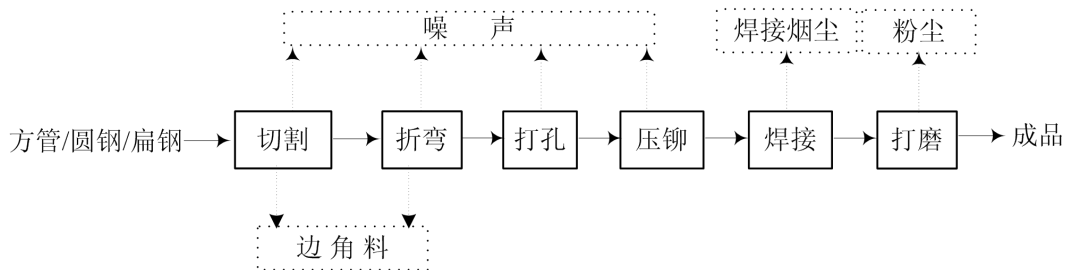 噪 声
焊接烟尘
粉尘
方管/圆钢/扁钢
切割
折弯
打孔
压铆
焊接
打磨
成品
边 角 料